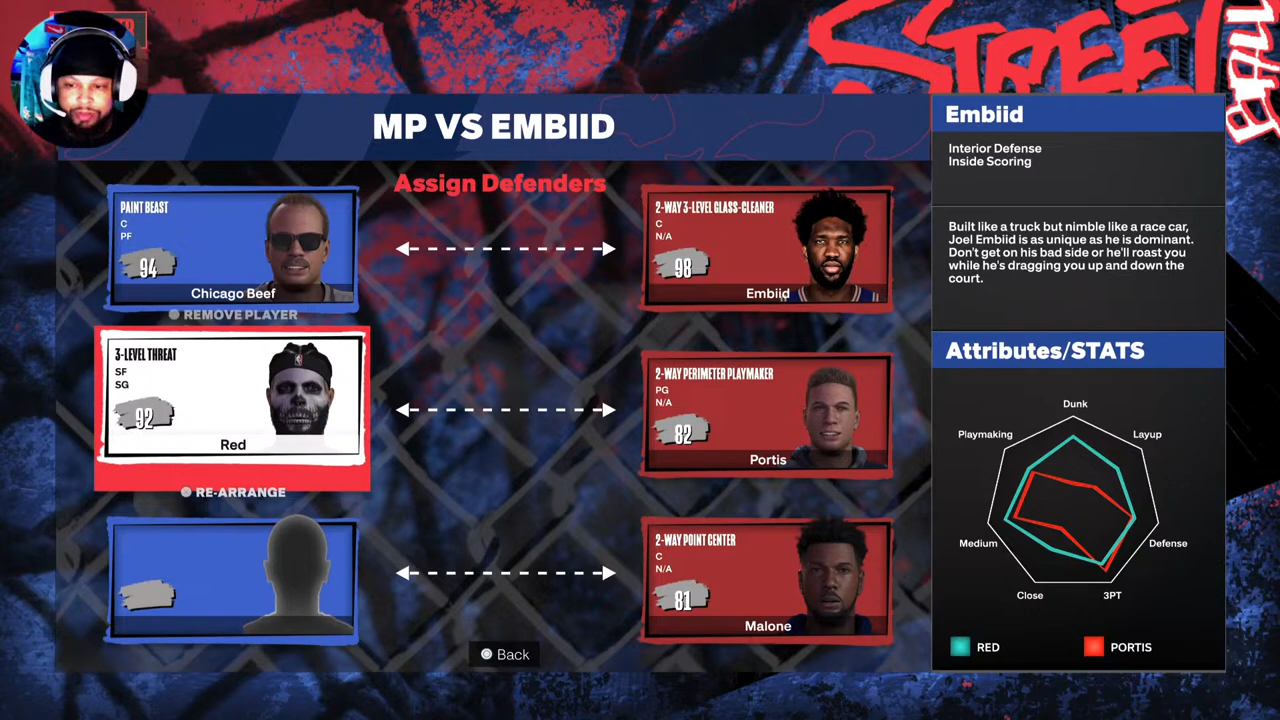 STREET
MP VS EMBIID
Assign Defenders
PAINT BEAST
C
PF
94
Chicago Beef
REMOVE PLAYER
3-LEVEL THREAT
SF
SG
92
Red
RE-ARRANGE
2-WAY 3-LEVEL GLASS-CLEANER
C
N/A
98
Embiid
2-WAY PERIMETER PLAYMAKER
PG
N/A
82
Portis
2-WAY POINT CENTER
C
N/A
81
Malone
Back
Embiid
Interior Defense
Inside Scoring
Built like a truck but nimble like a race car,
Joel Embiid is as unique as he is dominant.
Don't get on his bad side or he'll roast you
while he's dragging you up and down the
court.
Attributes/STATS
Dunk
Playmaking
Layup
Medium
Defense
Close
3PT
RED
PORTIS